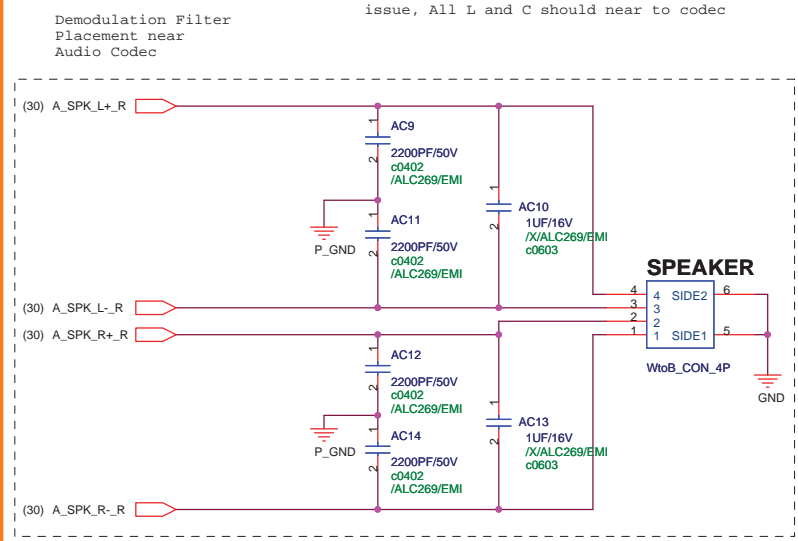 issue, All L and C should near to codec
Demodulation Filter
Placement near
Audio Codec
(30) A_SPK_L+_R
1
AC9
2
2200PF/50V
c0402
/ALC269/EMI
P_GND
1
AC11
2
2200PF/50V
c0402
/ALC269/EMI
1
AC10
2
1UF/16V
/X/ALC269/EMI
c0603
(30) A_SPK_L-_R
(30) A_SPK_R+_R
SPEAKER
4 4 SIDE2 6
3 3
2 2
1 1 SIDE1 5
WtoB_CON_4P
GND
1
AC12
2
2200PF/50V
c0402
/ALC269/EMI
P_GND
1
AC14
2
2200PF/50V
c0402
/ALC269/EMI
1
AC13
2
1UF/16V
/X/ALC269/EMI
c0603
(30) A_SPK_R-_R